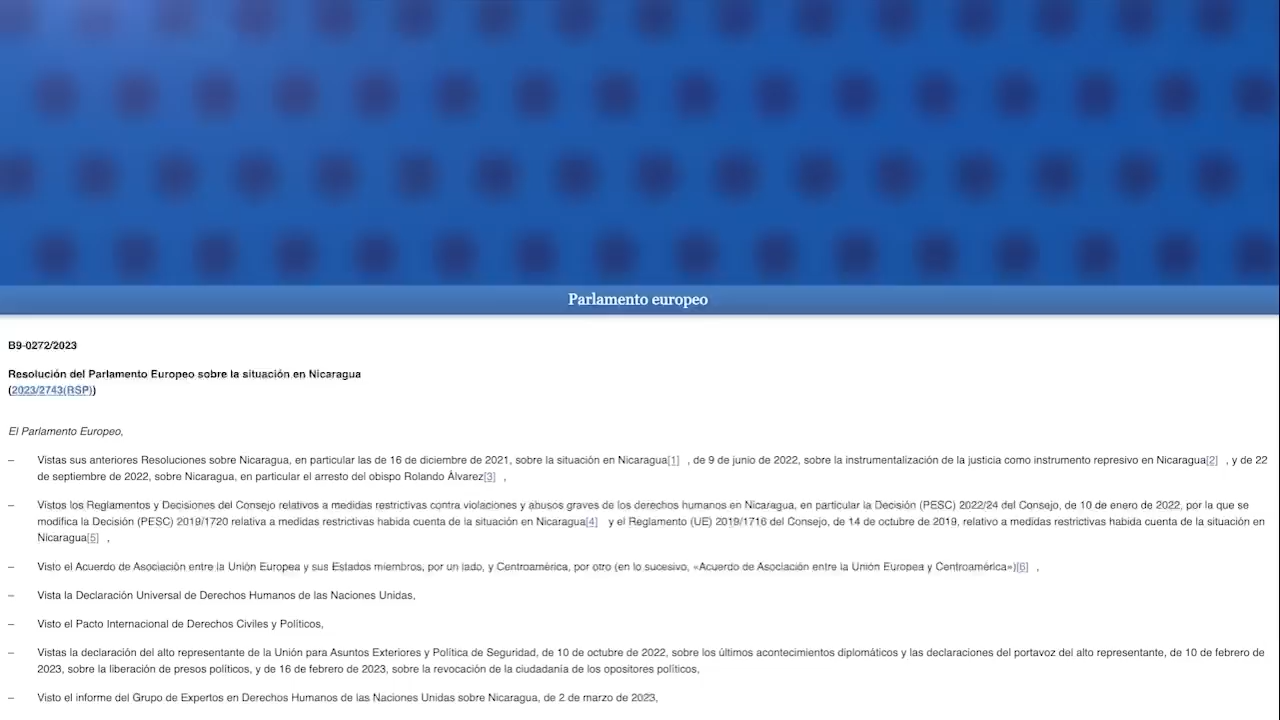 Parlamento europeo
B9-0272/2023
Resolución del Parlamento Europeo sobre la situación en Nicaragua
(2023/2743(RSP))
El Parlamento Europeo,
– Vistas sus anteriores Resoluciones sobre Nicaragua, en particular las de 16 de diciembre de 2021, sobre la situación en Nicaragua[1] , de 9 de junio de 2022, sobre la instrumentalización de la justicia como instrumento represivo en Nicaragua[2] , y de 22
de septiembre de 2022, sobre Nicaragua, en particular el arresto del obispo Rolando Álvarez[3] ,
– Vistos los Reglamentos y Decisiones del Consejo relativos a medidas restrictivas contra violaciones y abusos graves de los derechos humanos en Nicaragua, en particular la Decisión (PESC) 2022/24 del Consejo, de 10 de enero de 2022, por la que se
modifica la Decisión (PESC) 2019/1720 relativa a medidas restrictivas habida cuenta de la situación en Nicaragua[4] y el Reglamento (UE) 2019/1716 del Consejo, de 14 de octubre de 2019, relativo a medidas restrictivas habida cuenta de la situación en
Nicaragua[5] ,
– Visto el Acuerdo de Asociación entre la Unión Europea y sus Estados miembros, por un lado, y Centroamérica, por otro (en lo sucesivo, «Acuerdo de Asociación entre la Unión Europea y Centroamérica»)[6] ,
– Vista la Declaración Universal de Derechos Humanos de las Naciones Unidas,
– Visto el Pacto Internacional de Derechos Civiles y Políticos,
– Vistas la declaración del alto representante de la Unión para Asuntos Exteriores y Política de Seguridad, de 10 de octubre de 2022, sobre los últimos acontecimientos diplomáticos y las declaraciones del portavoz del alto representante, de 10 de febrero de
2023, sobre la liberación de presos políticos, y de 16 de febrero de 2023, sobre la revocación de la ciudadanía de los opositores políticos,
– Visto el informe del Grupo de Expertos en Derechos Humanos de las Naciones Unidas sobre Nicaragua, de 2 de marzo de 2023,